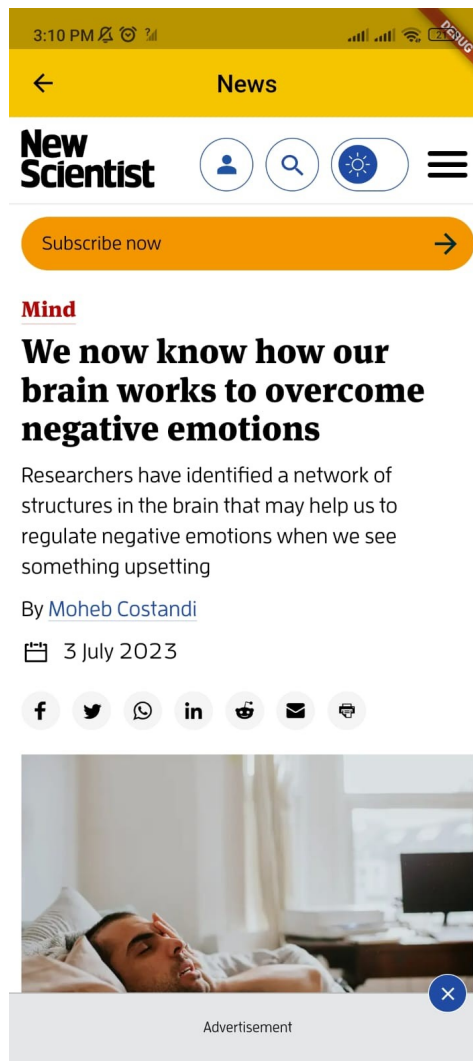 3:10 PM
DEBUG
News
New
Scientist
Subscribe now
Mind
We now know how our
brain works to overcome
negative emotions
Researchers have identified a network of
structures in the brain that may help us to
regulate negative emotions when we see
something upsetting
By Moheb Costandi
3 July 2023
Advertisement